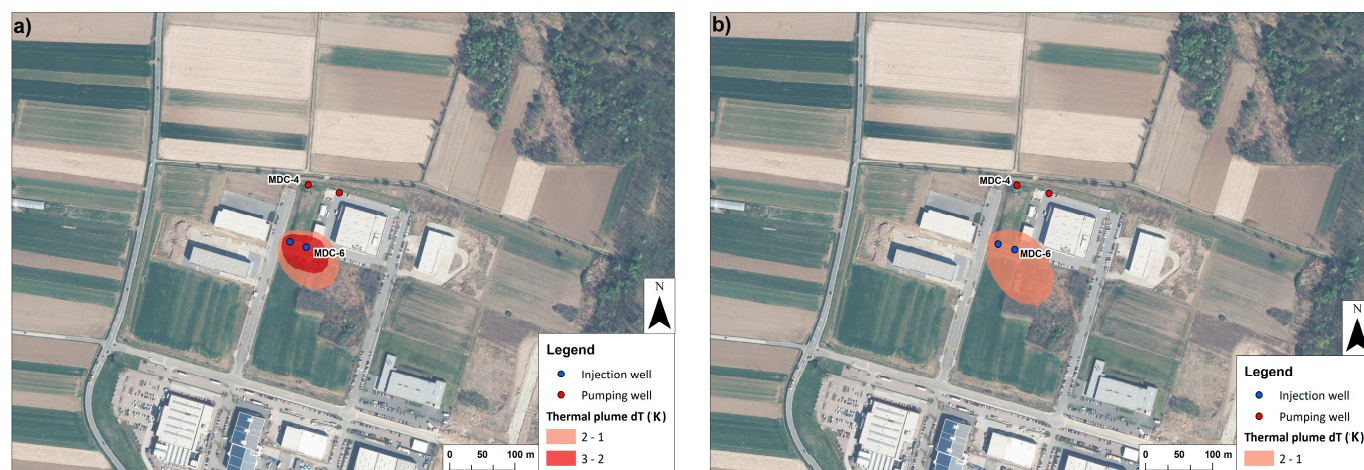 a)
MDC-4
MDC-6
N
Legend
Injection well
Pumping well
Thermal plume dT ( K )
2 - 1
3 - 2
0 50 100 m
b)
MDC-4
MDC-6
N
Legend
Injection well
Pumping well
Thermal plume dT ( K )
2 - 1
0 50 100 m